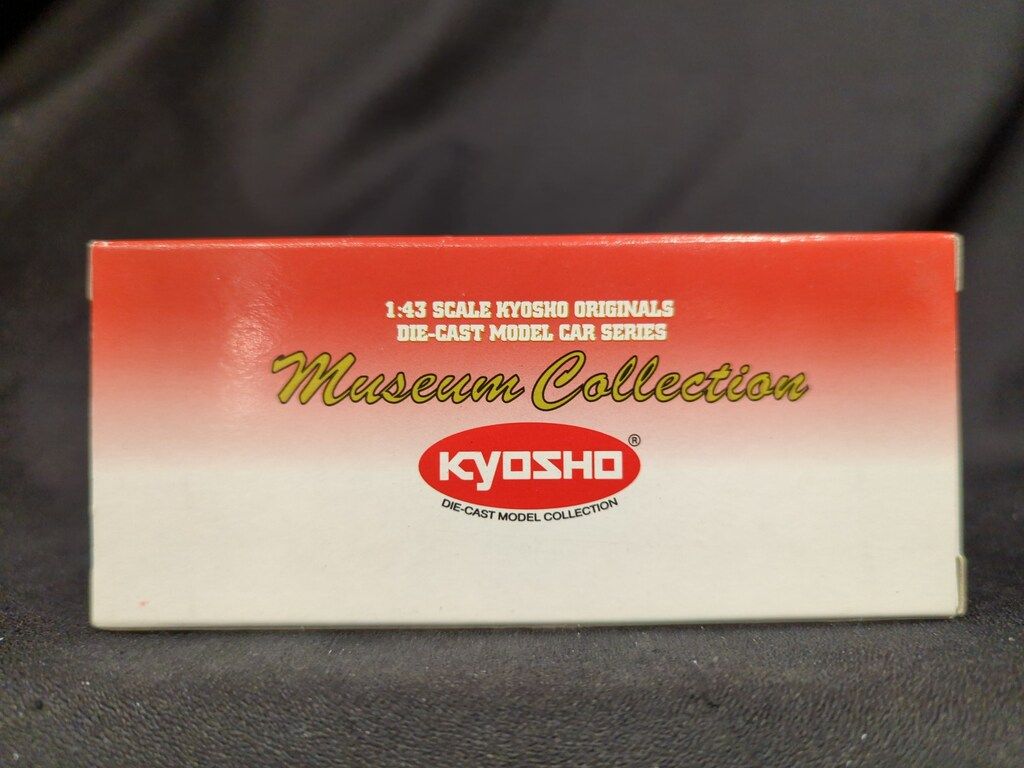 1:43 SCALE KYOSHO ORIGINALS
DIE-CAST MODEL CAR SERIES
Museum Collection
KYOSHO ®
DIE-CAST MODEL COLLECTION